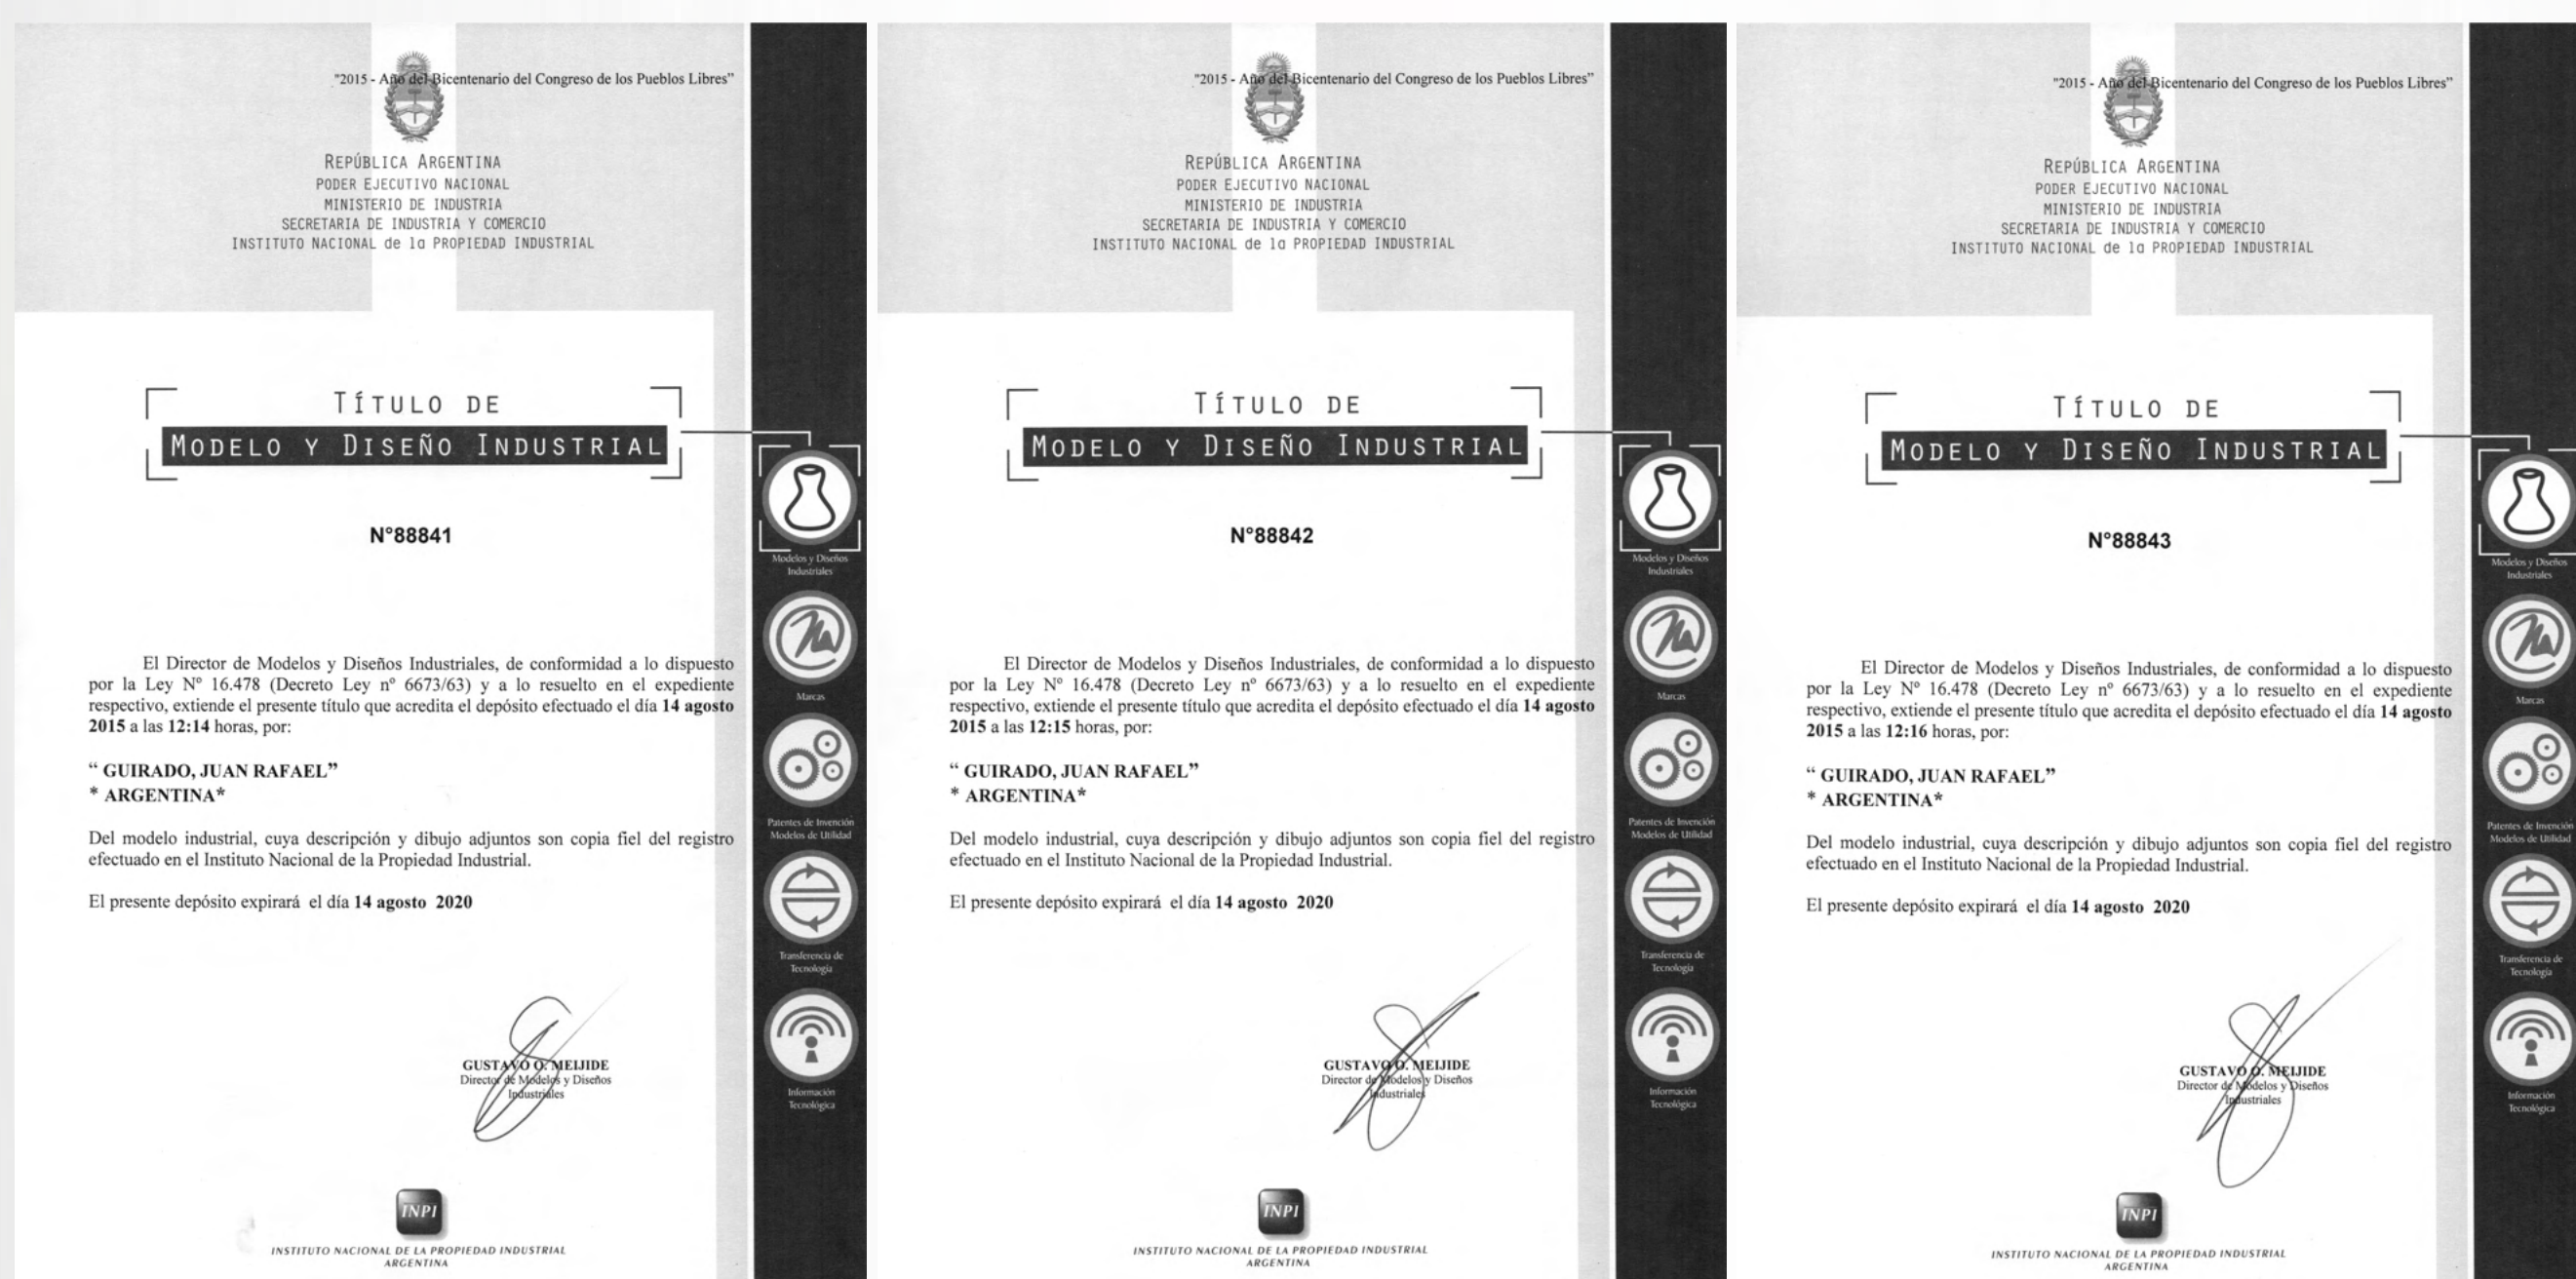 "2015 - Año del Bicentenario del Congreso de los Pueblos Libres"
REPÚBLICA ARGENTINA
PODER EJECUTIVO NACIONAL
MINISTERIO DE INDUSTRIA
SECRETARIA DE INDUSTRIA Y COMERCIO
INSTITUTO NACIONAL de la PROPIEDAD INDUSTRIAL
TÍTULO DE
MODELO Y DISEÑO INDUSTRIAL
N°88841
El Director de Modelos y Diseños Industriales, de conformidad a lo dispuesto
por la Ley Nº 16.478 (Decreto Ley nº 6673/63) y a lo resuelto en el expediente
respectivo, extiende el presente título que acredita el depósito efectuado el día 14 agosto
2015 a las 12:14 horas, por:
“ GUIRADO, JUAN RAFAEL”
* ARGENTINA*
Del modelo industrial, cuya descripción y dibujo adjuntos son copia fiel del registro
efectuado en el Instituto Nacional de la Propiedad Industrial.
El presente depósito expirará el día 14 agosto 2020
GUSTAVO O. MEIJIDE
Director de Modelos y Diseños
Industriales
INPI
INSTITUTO NACIONAL DE LA PROPIEDAD INDUSTRIAL
ARGENTINA
Modelos y Diseños
Industriales
Marcas
Patentes de Invención
Modelos de Utilidad
Transferencia de
Tecnología
Información
Tecnológica
"2015 - Año del Bicentenario del Congreso de los Pueblos Libres"
REPÚBLICA ARGENTINA
PODER EJECUTIVO NACIONAL
MINISTERIO DE INDUSTRIA
SECRETARIA DE INDUSTRIA Y COMERCIO
INSTITUTO NACIONAL de la PROPIEDAD INDUSTRIAL
TÍTULO DE
MODELO Y DISEÑO INDUSTRIAL
N°88842
El Director de Modelos y Diseños Industriales, de conformidad a lo dispuesto
por la Ley Nº 16.478 (Decreto Ley nº 6673/63) y a lo resuelto en el expediente
respectivo, extiende el presente título que acredita el depósito efectuado el día 14 agosto
2015 a las 12:15 horas, por:
“ GUIRADO, JUAN RAFAEL”
* ARGENTINA*
Del modelo industrial, cuya descripción y dibujo adjuntos son copia fiel del registro
efectuado en el Instituto Nacional de la Propiedad Industrial.
El presente depósito expirará el día 14 agosto 2020
GUSTAVO O. MEIJIDE
Director de Modelos y Diseños
Industriales
INPI
INSTITUTO NACIONAL DE LA PROPIEDAD INDUSTRIAL
ARGENTINA
Modelos y Diseños
Industriales
Marcas
Patentes de Invención
Modelos de Utilidad
Transferencia de
Tecnología
Información
Tecnológica
"2015 - Año del Bicentenario del Congreso de los Pueblos Libres"
REPÚBLICA ARGENTINA
PODER EJECUTIVO NACIONAL
MINISTERIO DE INDUSTRIA
SECRETARIA DE INDUSTRIA Y COMERCIO
INSTITUTO NACIONAL de la PROPIEDAD INDUSTRIAL
TÍTULO DE
MODELO Y DISEÑO INDUSTRIAL
N°88843
El Director de Modelos y Diseños Industriales, de conformidad a lo dispuesto
por la Ley Nº 16.478 (Decreto Ley nº 6673/63) y a lo resuelto en el expediente
respectivo, extiende el presente título que acredita el depósito efectuado el día 14 agosto
2015 a las 12:16 horas, por:
“ GUIRADO, JUAN RAFAEL”
* ARGENTINA*
Del modelo industrial, cuya descripción y dibujo adjuntos son copia fiel del registro
efectuado en el Instituto Nacional de la Propiedad Industrial.
El presente depósito expirará el día 14 agosto 2020
GUSTAVO O. MEIJIDE
Director de Modelos y Diseños
Industriales
INPI
INSTITUTO NACIONAL DE LA PROPIEDAD INDUSTRIAL
ARGENTINA
Modelos y Diseños
Industriales
Marcas
Patentes de Invención
Modelos de Utilidad
Transferencia de
Tecnología
Información
Tecnológica